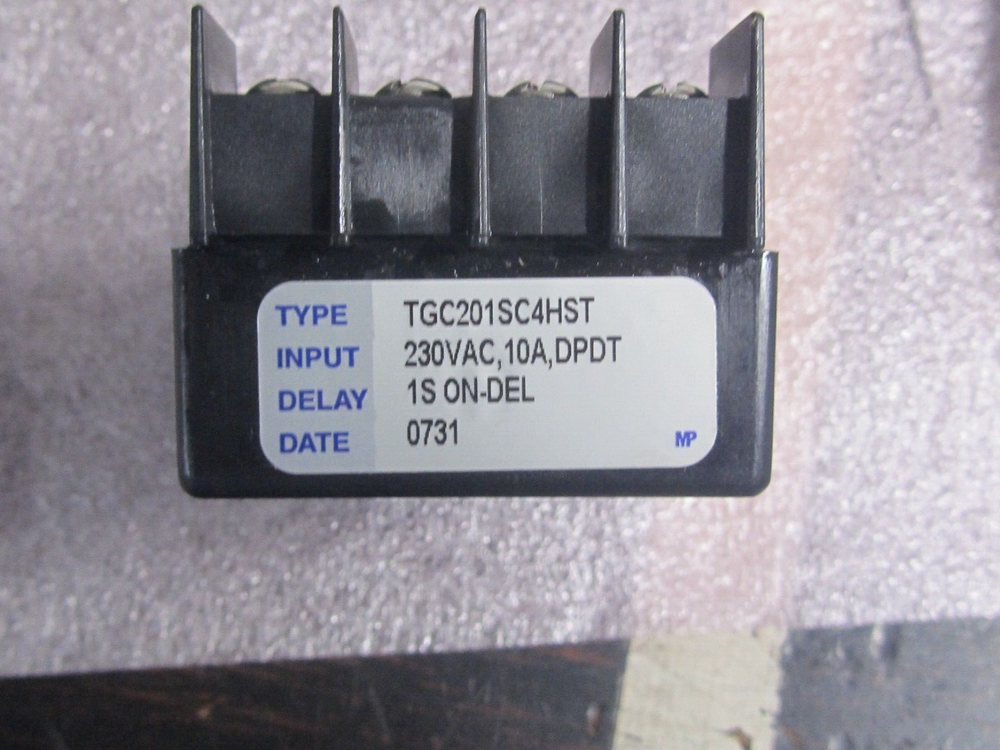 TYPE TGC201SC4HST
INPUT 230VAC,10A,DPDT
DELAY 1S ON-DEL
DATE 0731
MP